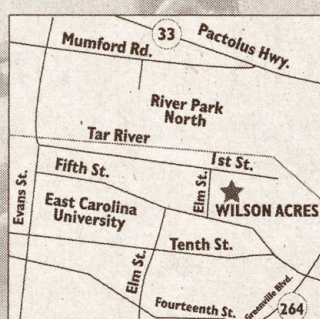 33
Pactolus Hwy.
Mumford Rd.
River Park
North
Tar River
1st St.
Fifth St.
Elm St.
Evans St.
WILSON ACRES
East Carolina
University
Tenth St.
Elm St.
Greenville Blvd.
Fourteenth St.
264